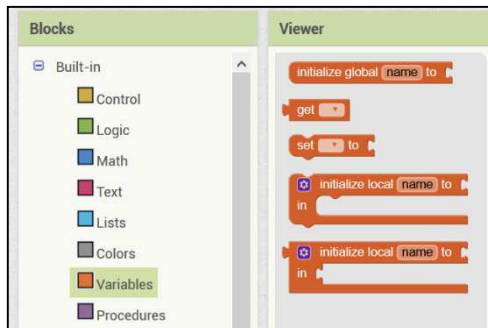 Blocks
Built-in
Control
Logic
Math
Text
Lists
Colors
Variables
Procedures
Viewer
initialize global name to
get
set to
initialize local name to
in
initialize local name to
in